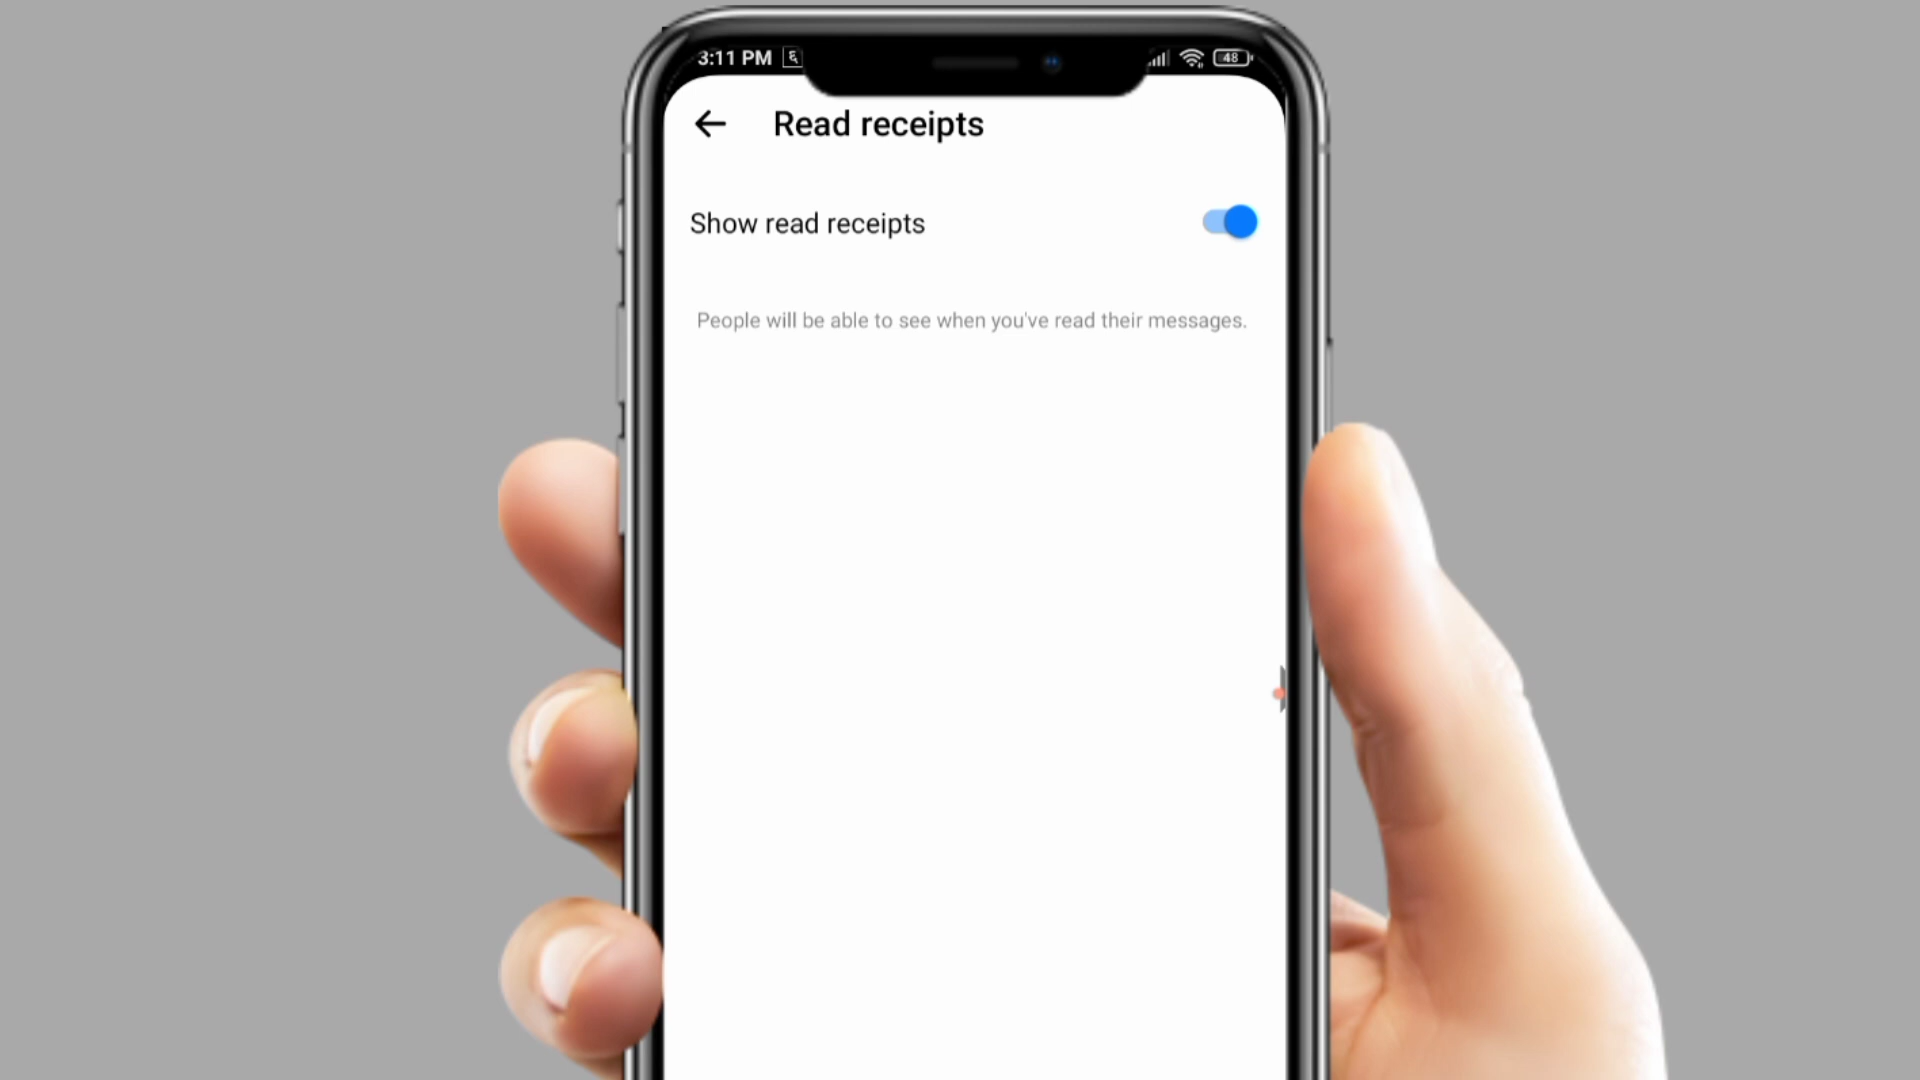 3:11 PM
48
Read receipts
Show read receipts
People will be able to see when you've read their messages.